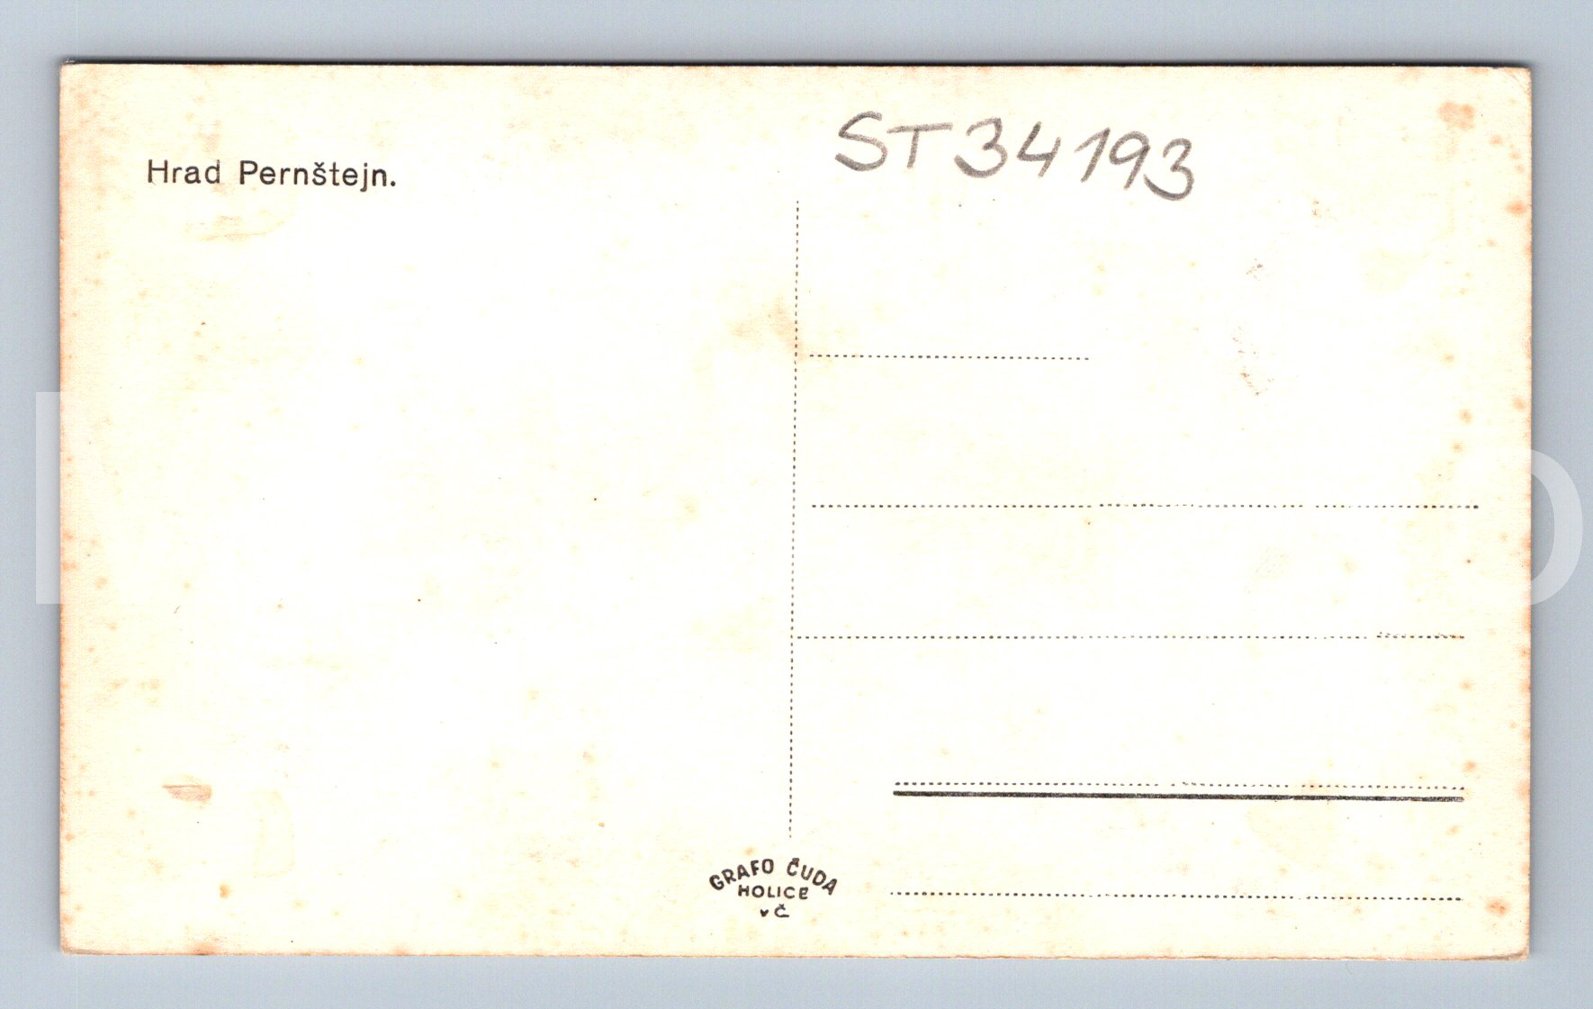 Hrad Pernštejn.
ST34193
GRAFO ČUDA
HOLICE
v Č